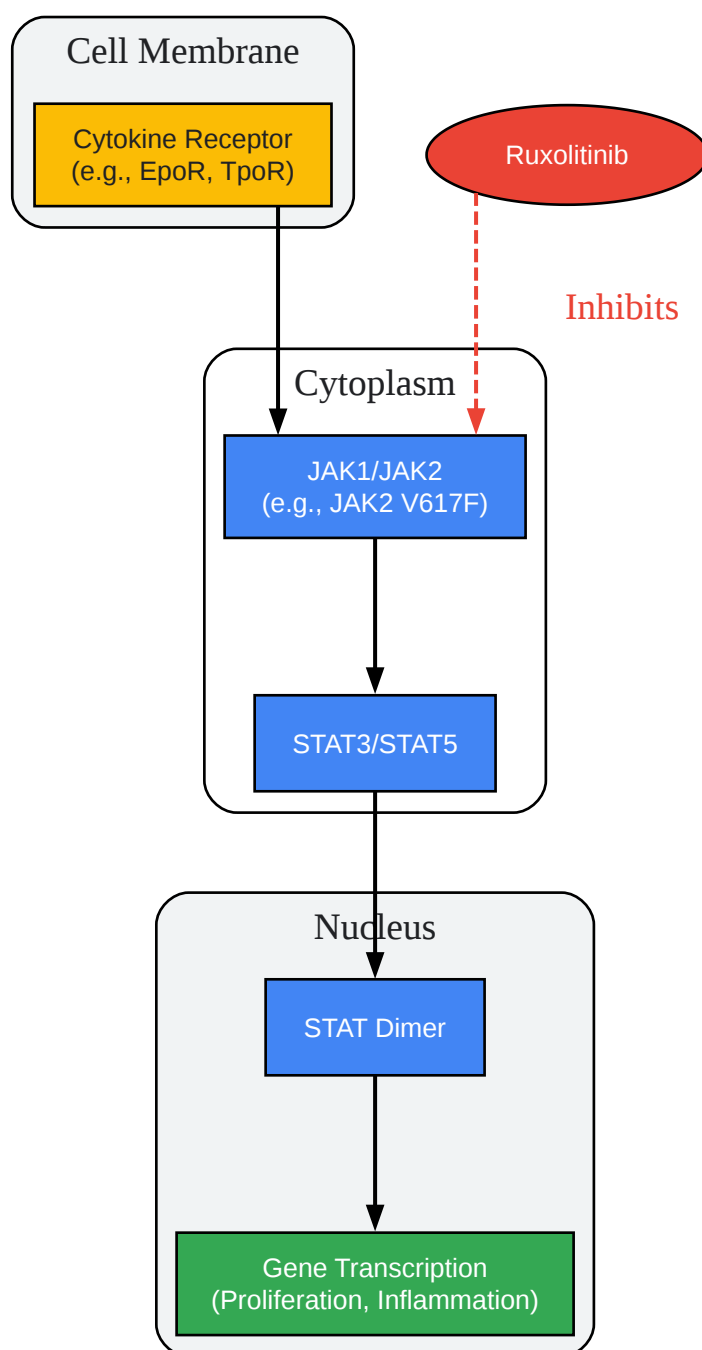 Cell Membrane
Cytokine Receptor
(e.g., EpoR, TpoR)
Ruxolitinib
Inhibits
Cytoplasm
JAK1/JAK2
(e.g., JAK2 V617F)
STAT3/STAT5
Nucleus
STAT Dimer
Gene Transcription
(Proliferation, Inflammation)